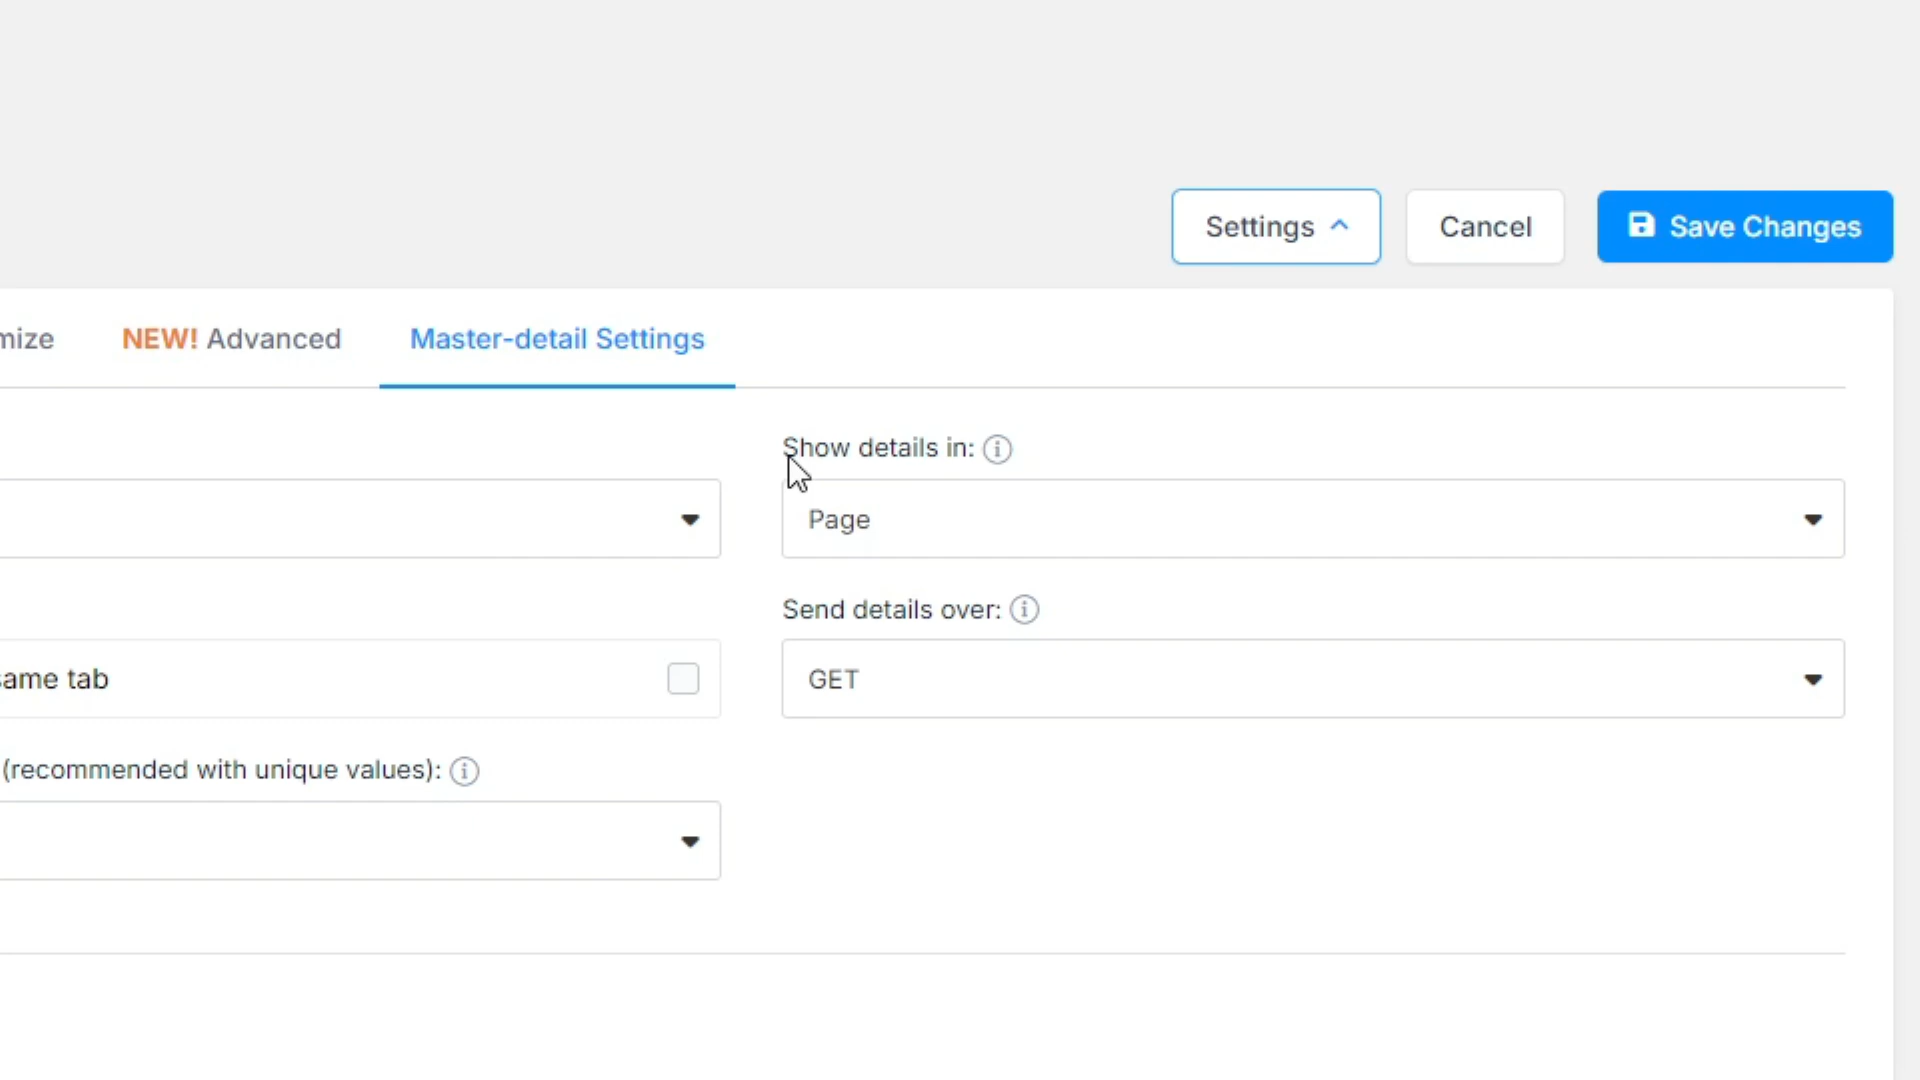 Settings
Cancel
Save Changes
mize
NEW! Advanced
Master-detail Settings
Show details in:
Page
Send details over:
same tab
GET
(recommended with unique values):